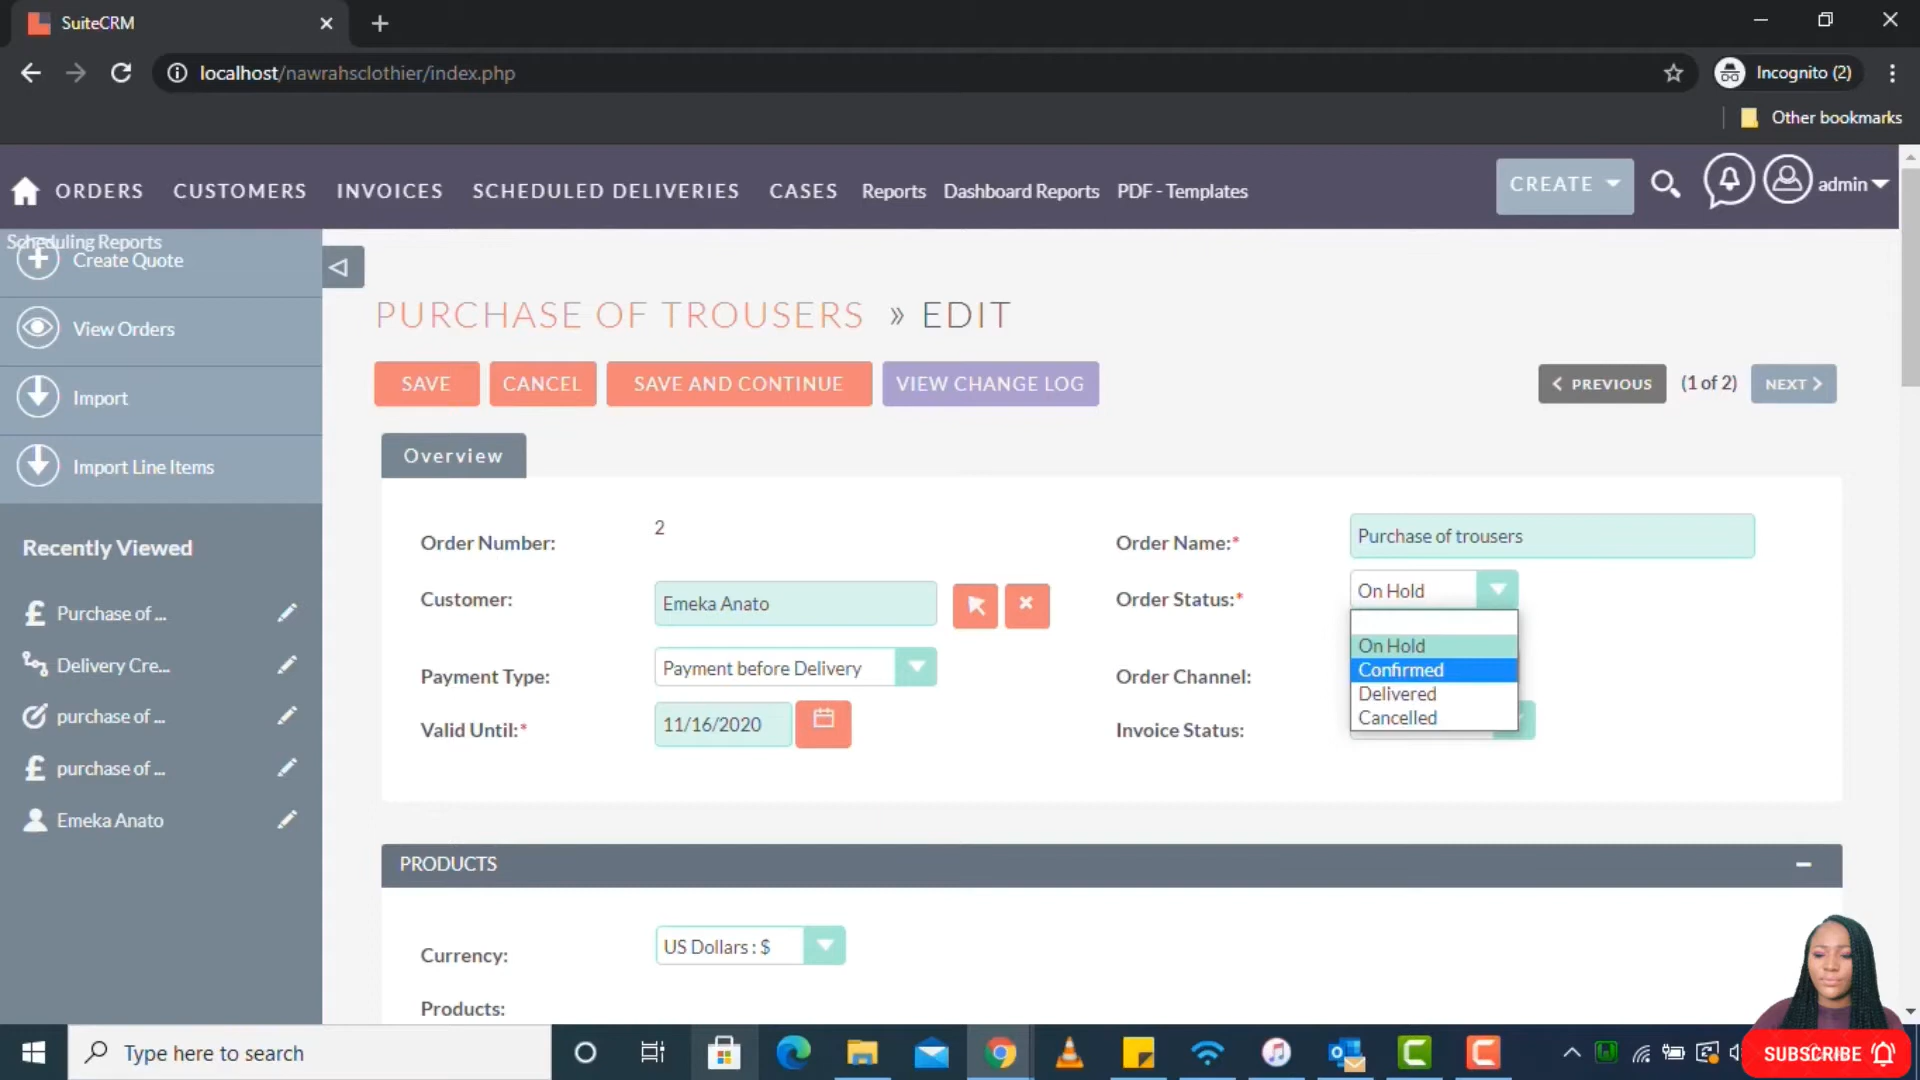 SuiteCRM
localhost/nawrahsclothier/index.php
Incognito (2)
Other bookmarks
ORDERS CUSTOMERS INVOICES SCHEDULED DELIVERIES CASES Reports Dashboard Reports PDF - Templates
CREATE
admin
Scheduling Reports
Create Quote
View Orders
Import
Import Line Items
Recently Viewed
Purchase of ...
Delivery Cre...
purchase of ...
purchase of ...
Emeka Anato
PURCHASE OF TROUSERS » EDIT
SAVE CANCEL SAVE AND CONTINUE VIEW CHANGE LOG
PREVIOUS (1 of 2) NEXT
Overview
Order Number: 2
Order Name:* Purchase of trousers
Customer: Emeka Anato
Order Status:* On Hold
On Hold
Confirmed
Delivered
Cancelled
Payment Type: Payment before Delivery
Order Channel:
Valid Until:* 11/16/2020
Invoice Status:
PRODUCTS
Currency: US Dollars : $
Products:
Type here to search
SUBSCRIBE